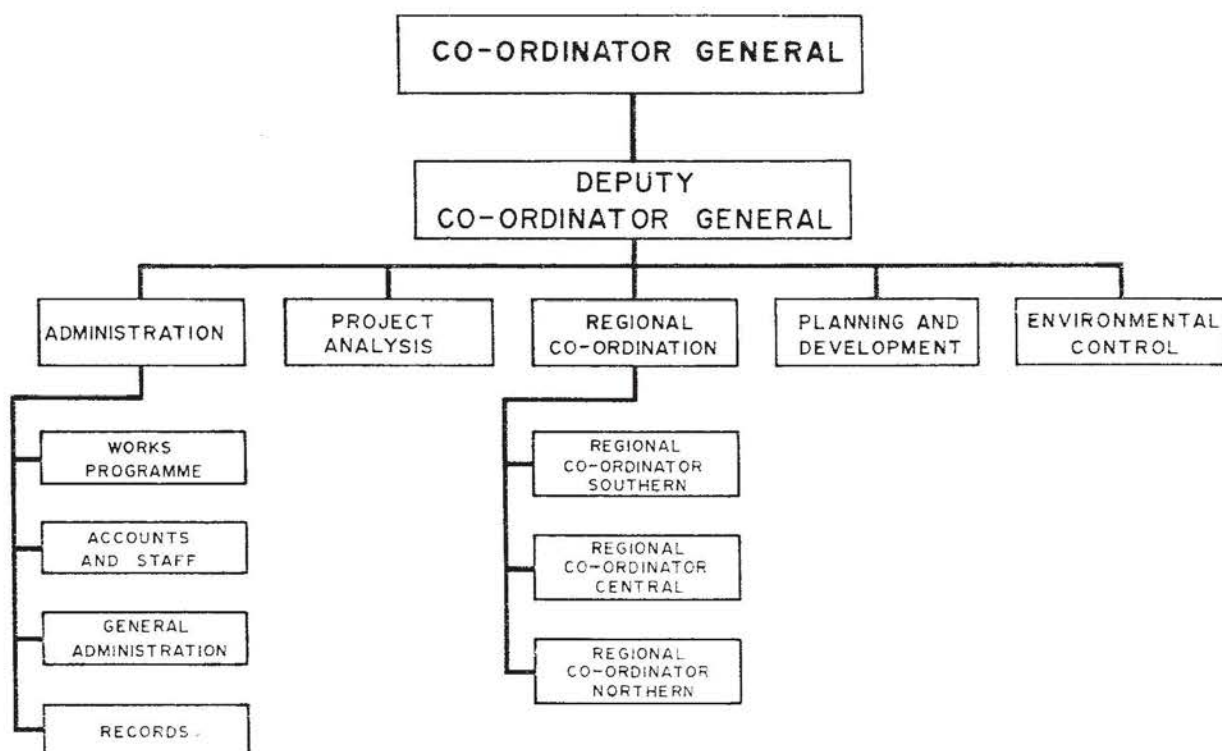 CO-ORDINATOR GENERAL
DEPUTY
CO-ORDINATOR GENERAL
ADMINISTRATION
PROJECT
ANALYSIS
REGIONAL
CO-ORDINATION
PLANNING AND
DEVELOPMENT
ENVIRONMENTAL
CONTROL
WORKS
PROGRAMME
ACCOUNTS
AND STAFF
GENERAL
ADMINISTRATION
RECORDS
REGIONAL
CO-ORDINATOR
SOUTHERN
REGIONAL
CO-ORDINATOR
CENTRAL
REGIONAL
CO-ORDINATOR
NORTHERN